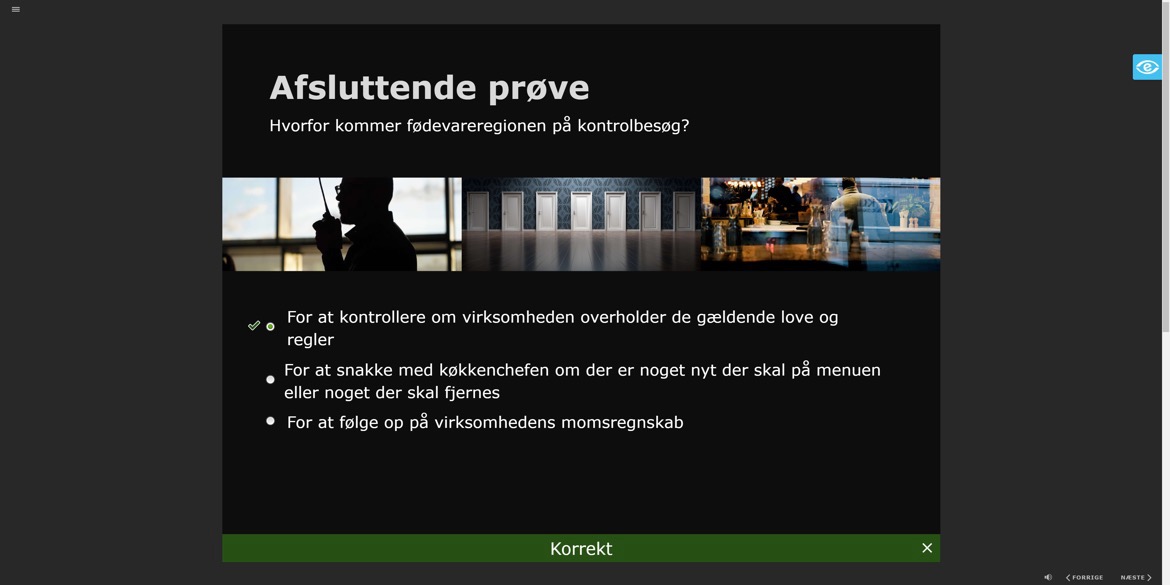 Afsluttende prøve
Hvorfor kommer fødevareregionen på kontrolbesøg?
For at kontrollere om virksomheden overholder de gældende love og
regler
For at snakke med køkkenchefen om der er noget nyt der skal på menuen
eller noget der skal fjernes
For at følge op på virksomhedens momsregnskab
Korrekt
FORRIGE
NÆSTE